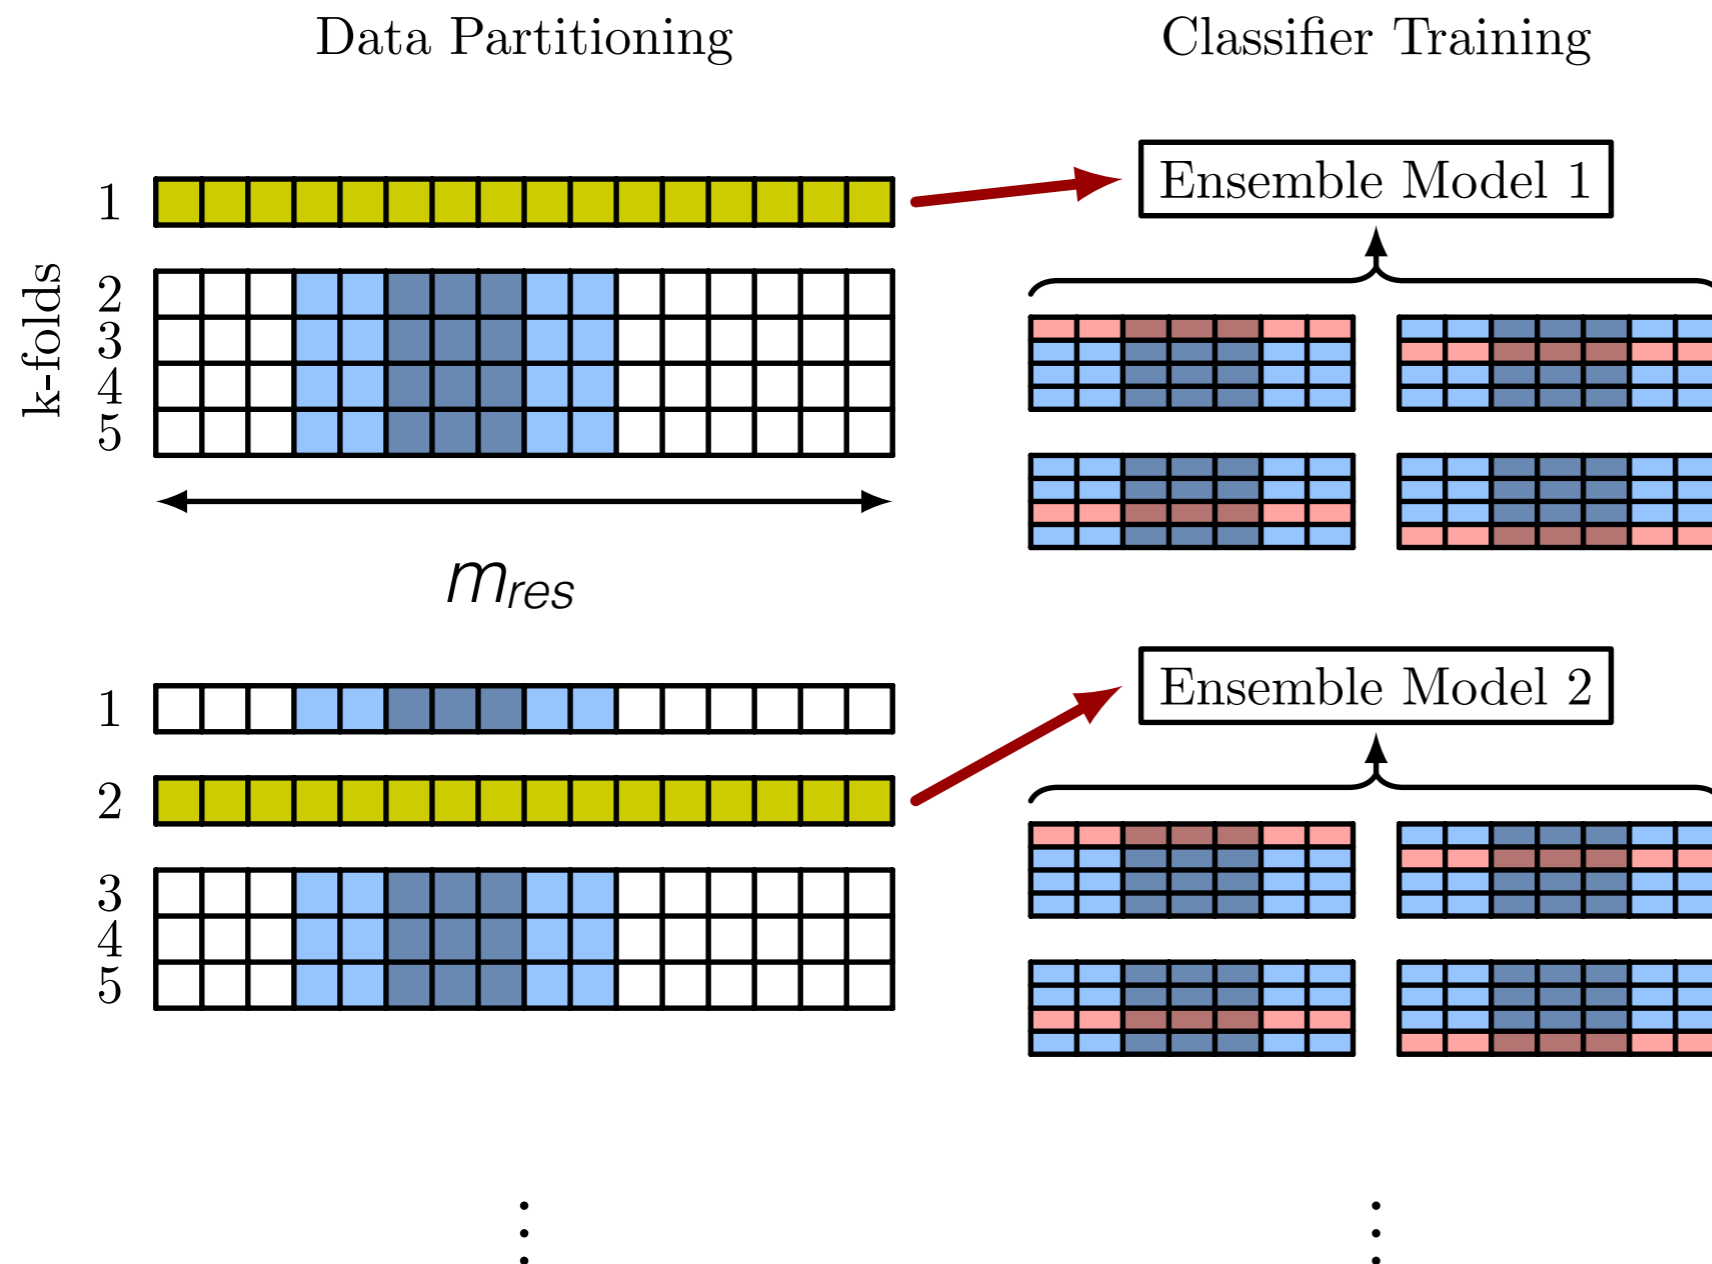 Data Partitioning
Classifier Training
k-folds
1
2
3
4
5
m_res
Ensemble Model 1
1
2
3
4
5
Ensemble Model 2
⋮
⋮